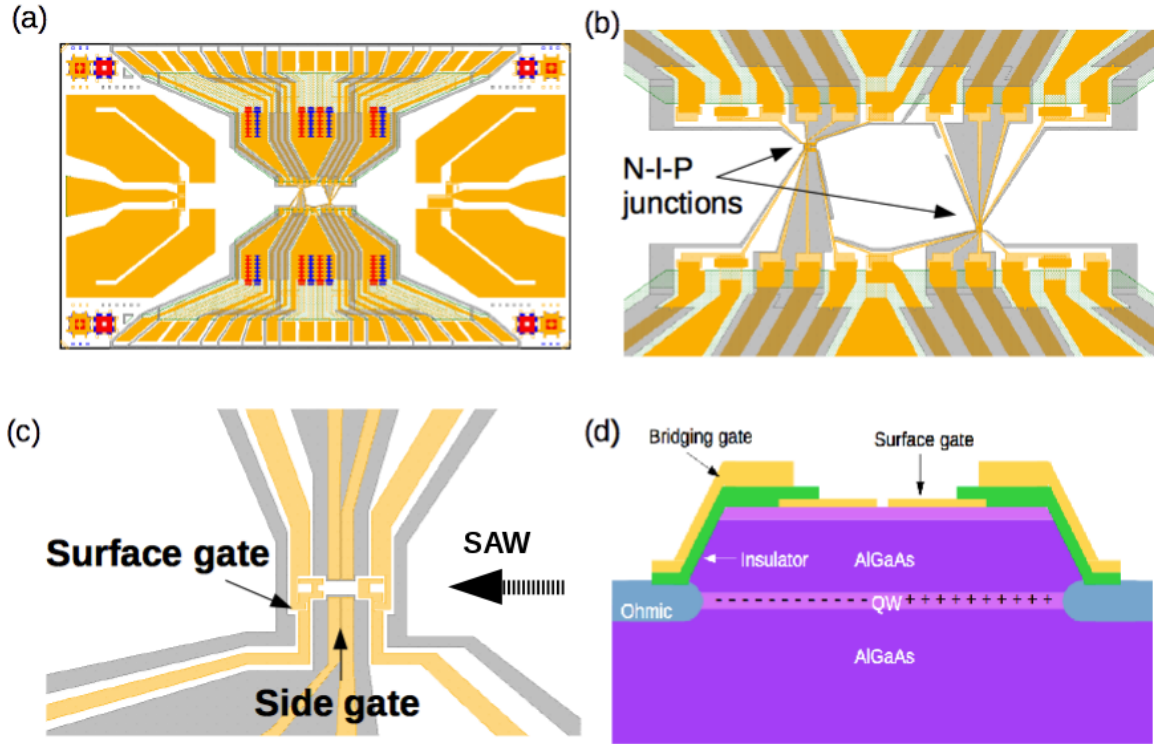 (a)
(b)
N-I-P
junctions
(c)
SAW
Surface gate
Side gate
(d)
Bridging gate
Surface gate
Insulator
AlGaAs
Ohmic
- - - - - - - - - - - - - QW + + + + + + + + + +
AlGaAs